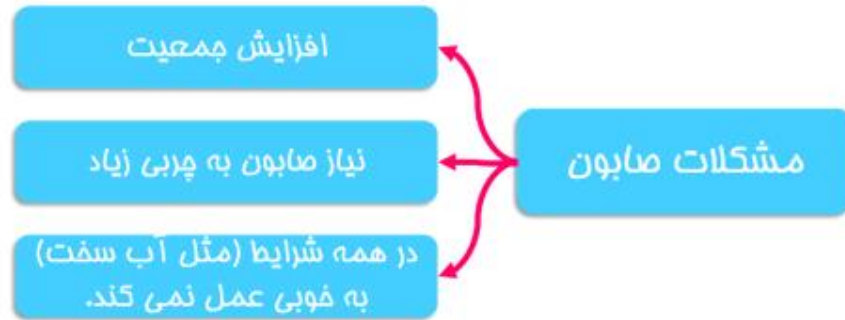 مشکلات صابون
افزایش جمعیت
نیاز صابون به چربی زیاد
در همه شرایط (مثل آب سخت)
به خوبی عمل نمی کند.